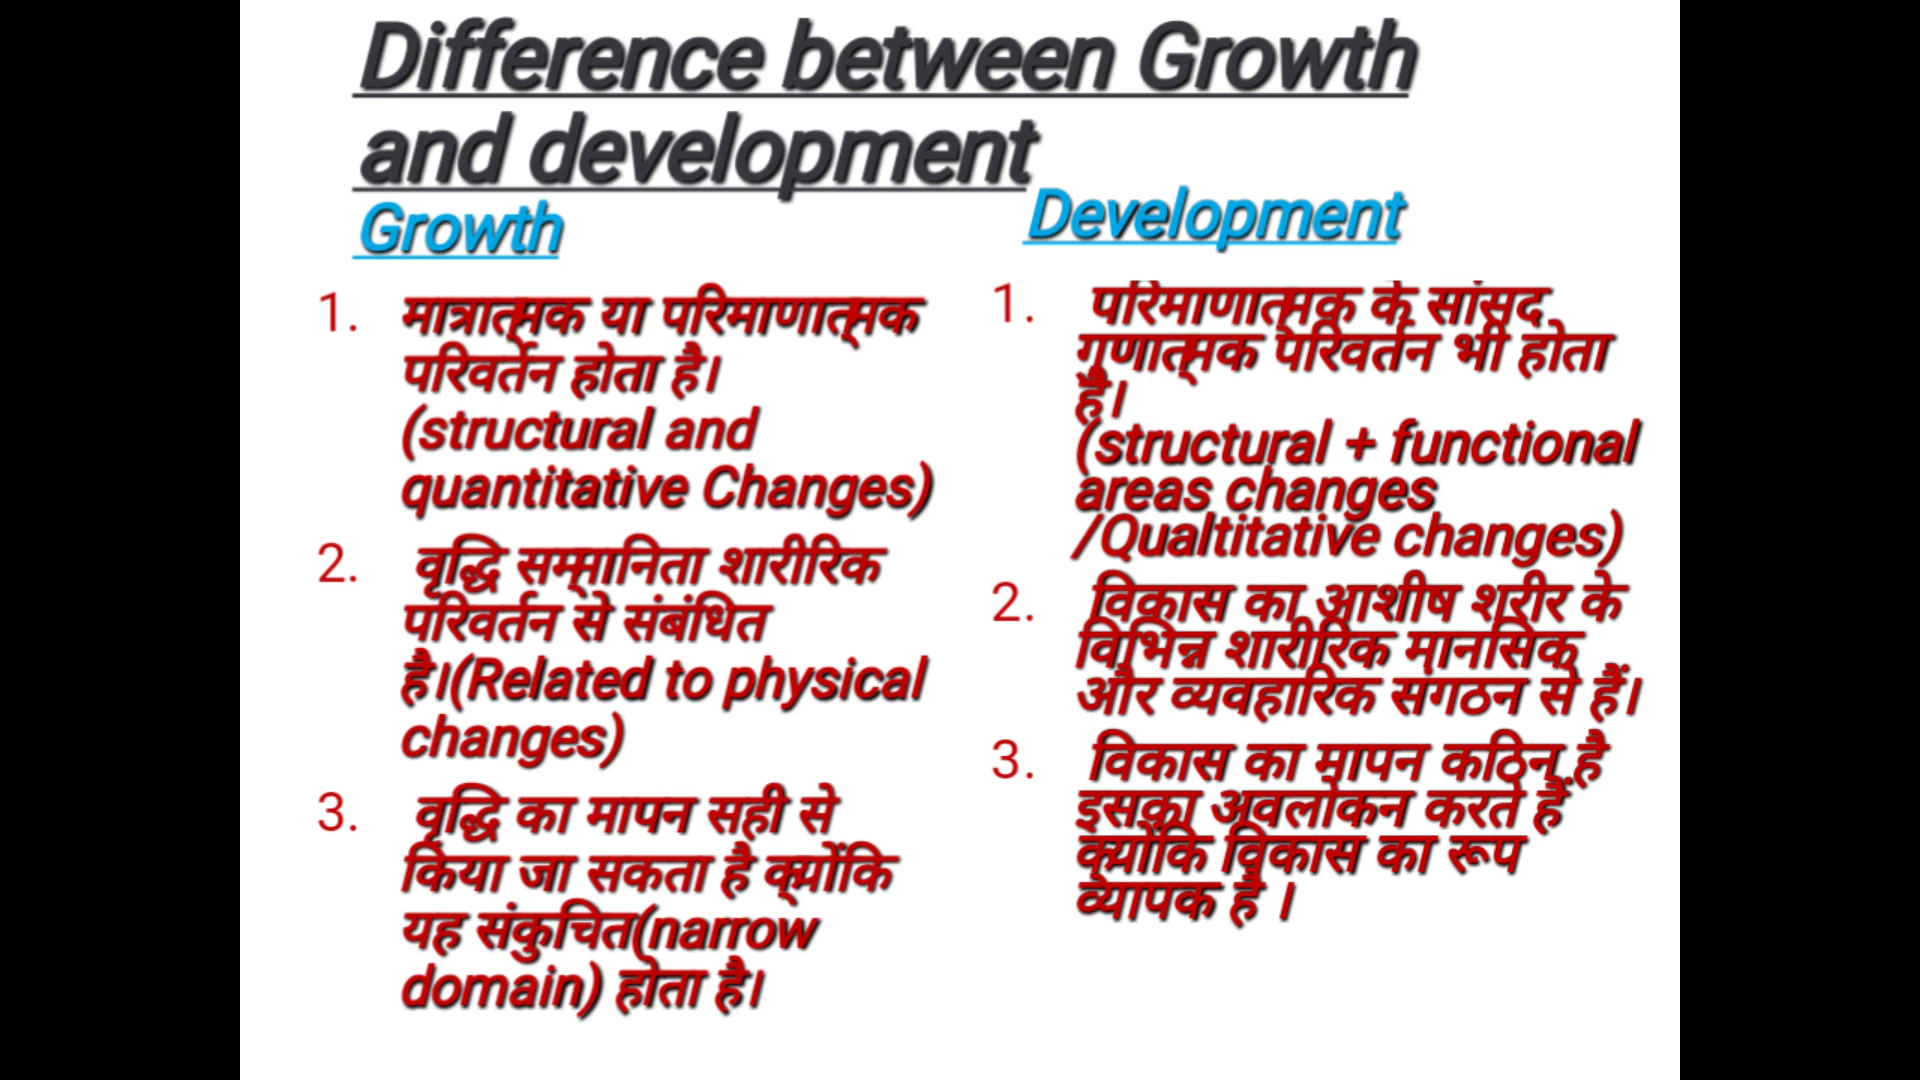 Difference between Growth
and development
Growth
1. मात्रात्मक या परिमाणात्मक
परिवर्तन होता है।
(structural and
quantitative Changes)
2. वृद्धि सम्मानिता शारीरिक
परिवर्तन से संबंधित
है।(Related to physical
changes)
3. वृद्धि का मापन सही से
किया जा सकता है क्योंकि
यह संकुचित(narrow
domain) होता है।
Development
1. परिमाणात्मक के सांसद
गुणात्मक परिवर्तन भी होता
है।
(structural + functional
areas changes
/Qualtitative changes)
2. विकास का आशीष शरीर के
विभिन्न शारीरिक मानसिक
और व्यवहारिक संगठन से हैं।
3. विकास का मापन कठिन है
इसका अवलोकन करते हैं
क्योंकि विकास का रूप
व्यापक है ।